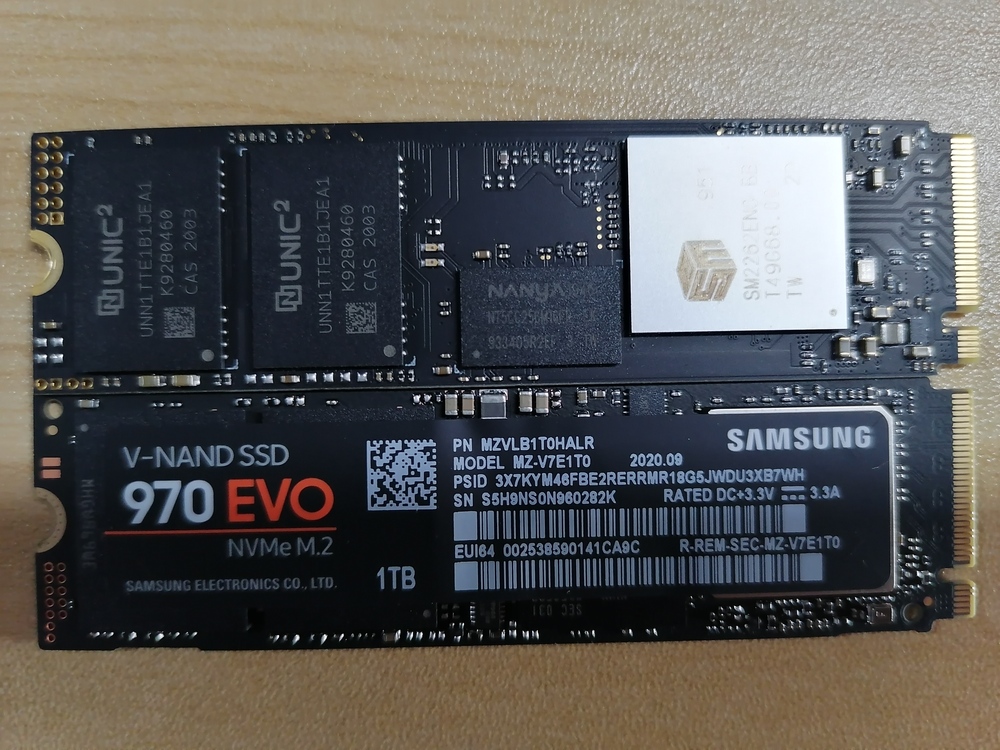 UNIC²
UNN1TTE1B1JEA1
K9280460
CAS 2003
UNIC²
UNN1TTE1B1JEA1
K9280460
CAS 2003
NANYA
TW
V-NAND SSD
970 EVO
NVMe M.2
SAMSUNG ELECTRONICS CO., LTD.
1TB
PN MZVLB1T0HALR
MODEL MZ-V7E1T0 2020.09
PSID 3X7KYM46FBE2RERRMR18G5JWDU3XB7WH
SN S5H9NS0N960282K
RATED DC+3.3V ⎓ 3.3A
EUI64 002538590141CA9C
R-REM-SEC-MZ-V7E1T0
SAMSUNG